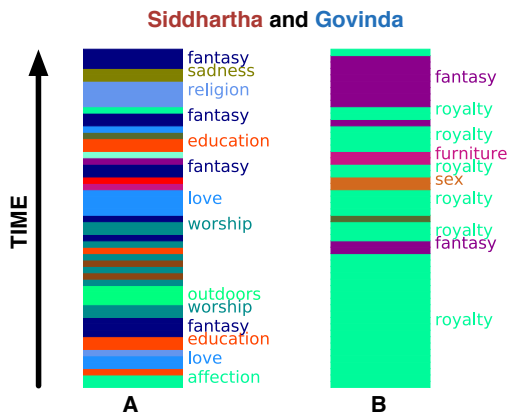 Siddhartha and Govinda
TIME
fantasy
sadness
religion
fantasy
education
fantasy
love
worship
outdoors
worship
fantasy
education
love
affection
A
fantasy
royalty
royalty
furniture
royalty
sex
royalty
royalty
fantasy
royalty
B